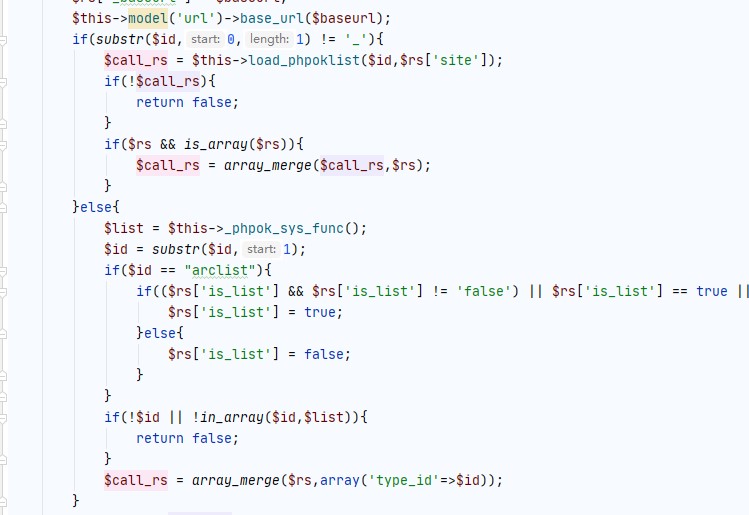 $this->model('url')->base_url($baseurl);
if(substr($id, start: 0, length: 1) != '_'){
$call_rs = $this->load_phpoklist($id,$rs['site']);
if(!$call_rs){
return false;
}
if($rs && is_array($rs)){
$call_rs = array_merge($call_rs,$rs);
}
}else{
$list = $this->_phpok_sys_func();
$id = substr($id, start: 1);
if($id == "arclist"){
if(($rs['is_list'] && $rs['is_list'] != 'false') || $rs['is_list'] == true ||
$rs['is_list'] = true;
}else{
$rs['is_list'] = false;
}
}
if(!$id || !in_array($id,$list)){
return false;
}
$call_rs = array_merge($rs,array('type_id'=>$id));
}